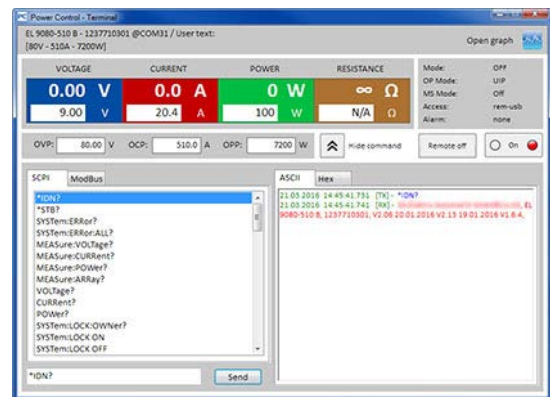 Power Control - Terminal
EL 9080-510 B - 1237710301 @COM31 / User text:
[80V - 510A - 7200W]
Open graph
VOLTAGE CURRENT POWER RESISTANCE
0.00 V 0.0 A 0 W ∞ Ω
9.00 V 20.4 A 100 W N/A Ω
Mode: OFF
OP Mode: UIP
MS Mode: Off
Access: rem-usb
Alarm: none
OVP: 80.00 V OCP: 510.0 A OPP: 7200 W Hide command Remote off On
SCPI ModBus
*IDN?
*STB?
SYSTem:ERRor?
SYSTem:ERRor:ALL?
MEASure:VOLTage?
MEASure:CURRent?
MEASure:POWer?
MEASure:ARRay?
VOLTage?
CURRent?
POWer?
SYSTem:LOCK:OWNer?
SYSTem:LOCK ON
SYSTem:LOCK OFF
*IDN? Send
ASCII Hex
21.03.2016 14:45:41.731 [TX] - *IDN?
21.03.2016 14:45:41.741 [RX] - , EL
9080-510 B, 1237710301, V2.06 20.01.2016 V2.13 19.01.2016 V1.6.4,